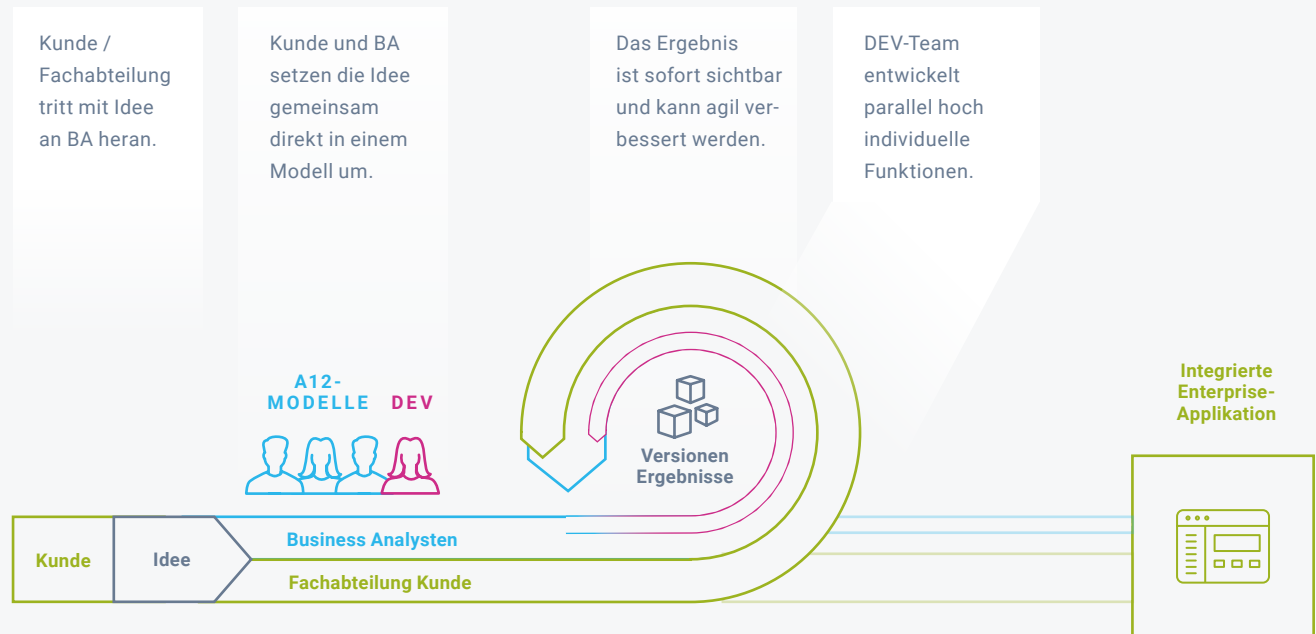 Kunde /
Fachabteilung
tritt mit Idee
an BA heran.
Kunde und BA
setzen die Idee
gemeinsam
direkt in einem
Modell um.
Das Ergebnis
ist sofort sichtbar
und kann agil ver-
bessert werden.
DEV-Team
entwickelt
parallel hoch
individuelle
Funktionen.
A12-
MODELLE
DEV
Versionen
Ergebnisse
Integrierte
Enterprise-
Applikation
Kunde
Idee
Business Analysten
Fachabteilung Kunde